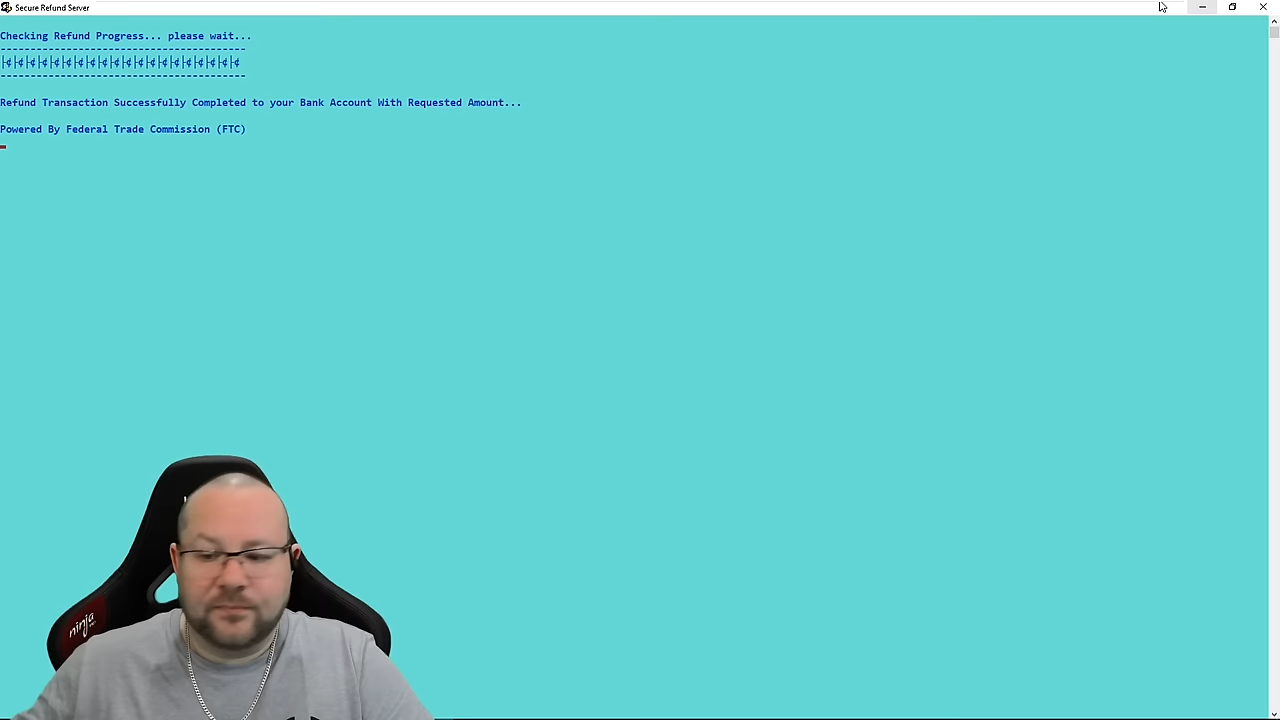 Secure Refund Server
Checking Refund Progress... please wait...
-----------------------------------------
├¢├¢├¢├¢├¢├¢├¢├¢├¢├¢├¢├¢├¢├¢├¢├¢├¢├¢├¢├¢
-----------------------------------------
Refund Transaction Successfully Completed to your Bank Account With Requested Amount...
Powered By Federal Trade Commission (FTC)
ninja